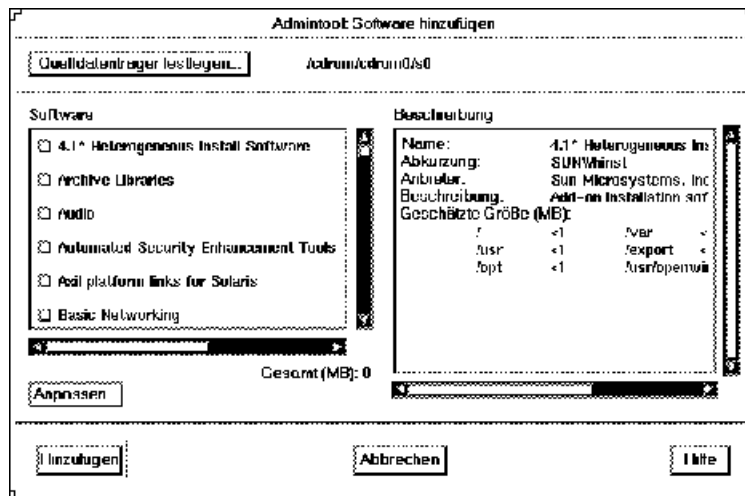 Admintool: Software hinzufügen
Quelldatenträger festlegen...
/cdrom/cdrom0/s0
Software
4.1* Heterogeneous Install Software
Archive Libraries
Audio
Automated Security Enhancement Tools
Axil platform links for Solaris
Basic Networking
Gesamt (MB): 0
Anpassen
Beschreibung
Name: 4.1* Heterogeneous Ins
Abkürzung: SUNWhinst
Anbieter: Sun Microsystems, Inc
Beschreibung: Add-on installation sof
Geschätzte Größe (MB):
/ <1 /var <
/usr <1 /export <
/opt <1 /usr/openwin
Hinzufügen
Abbrechen
Hilfe